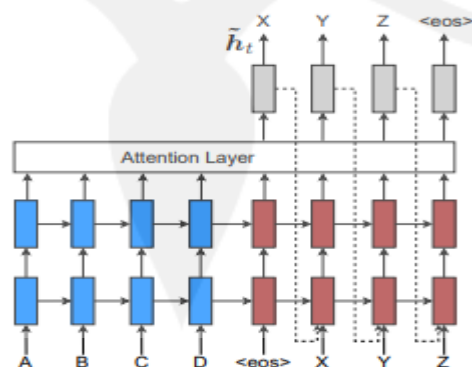 X Y Z <eos>
h̃t
Attention Layer
A B C D <eos> X Y Z